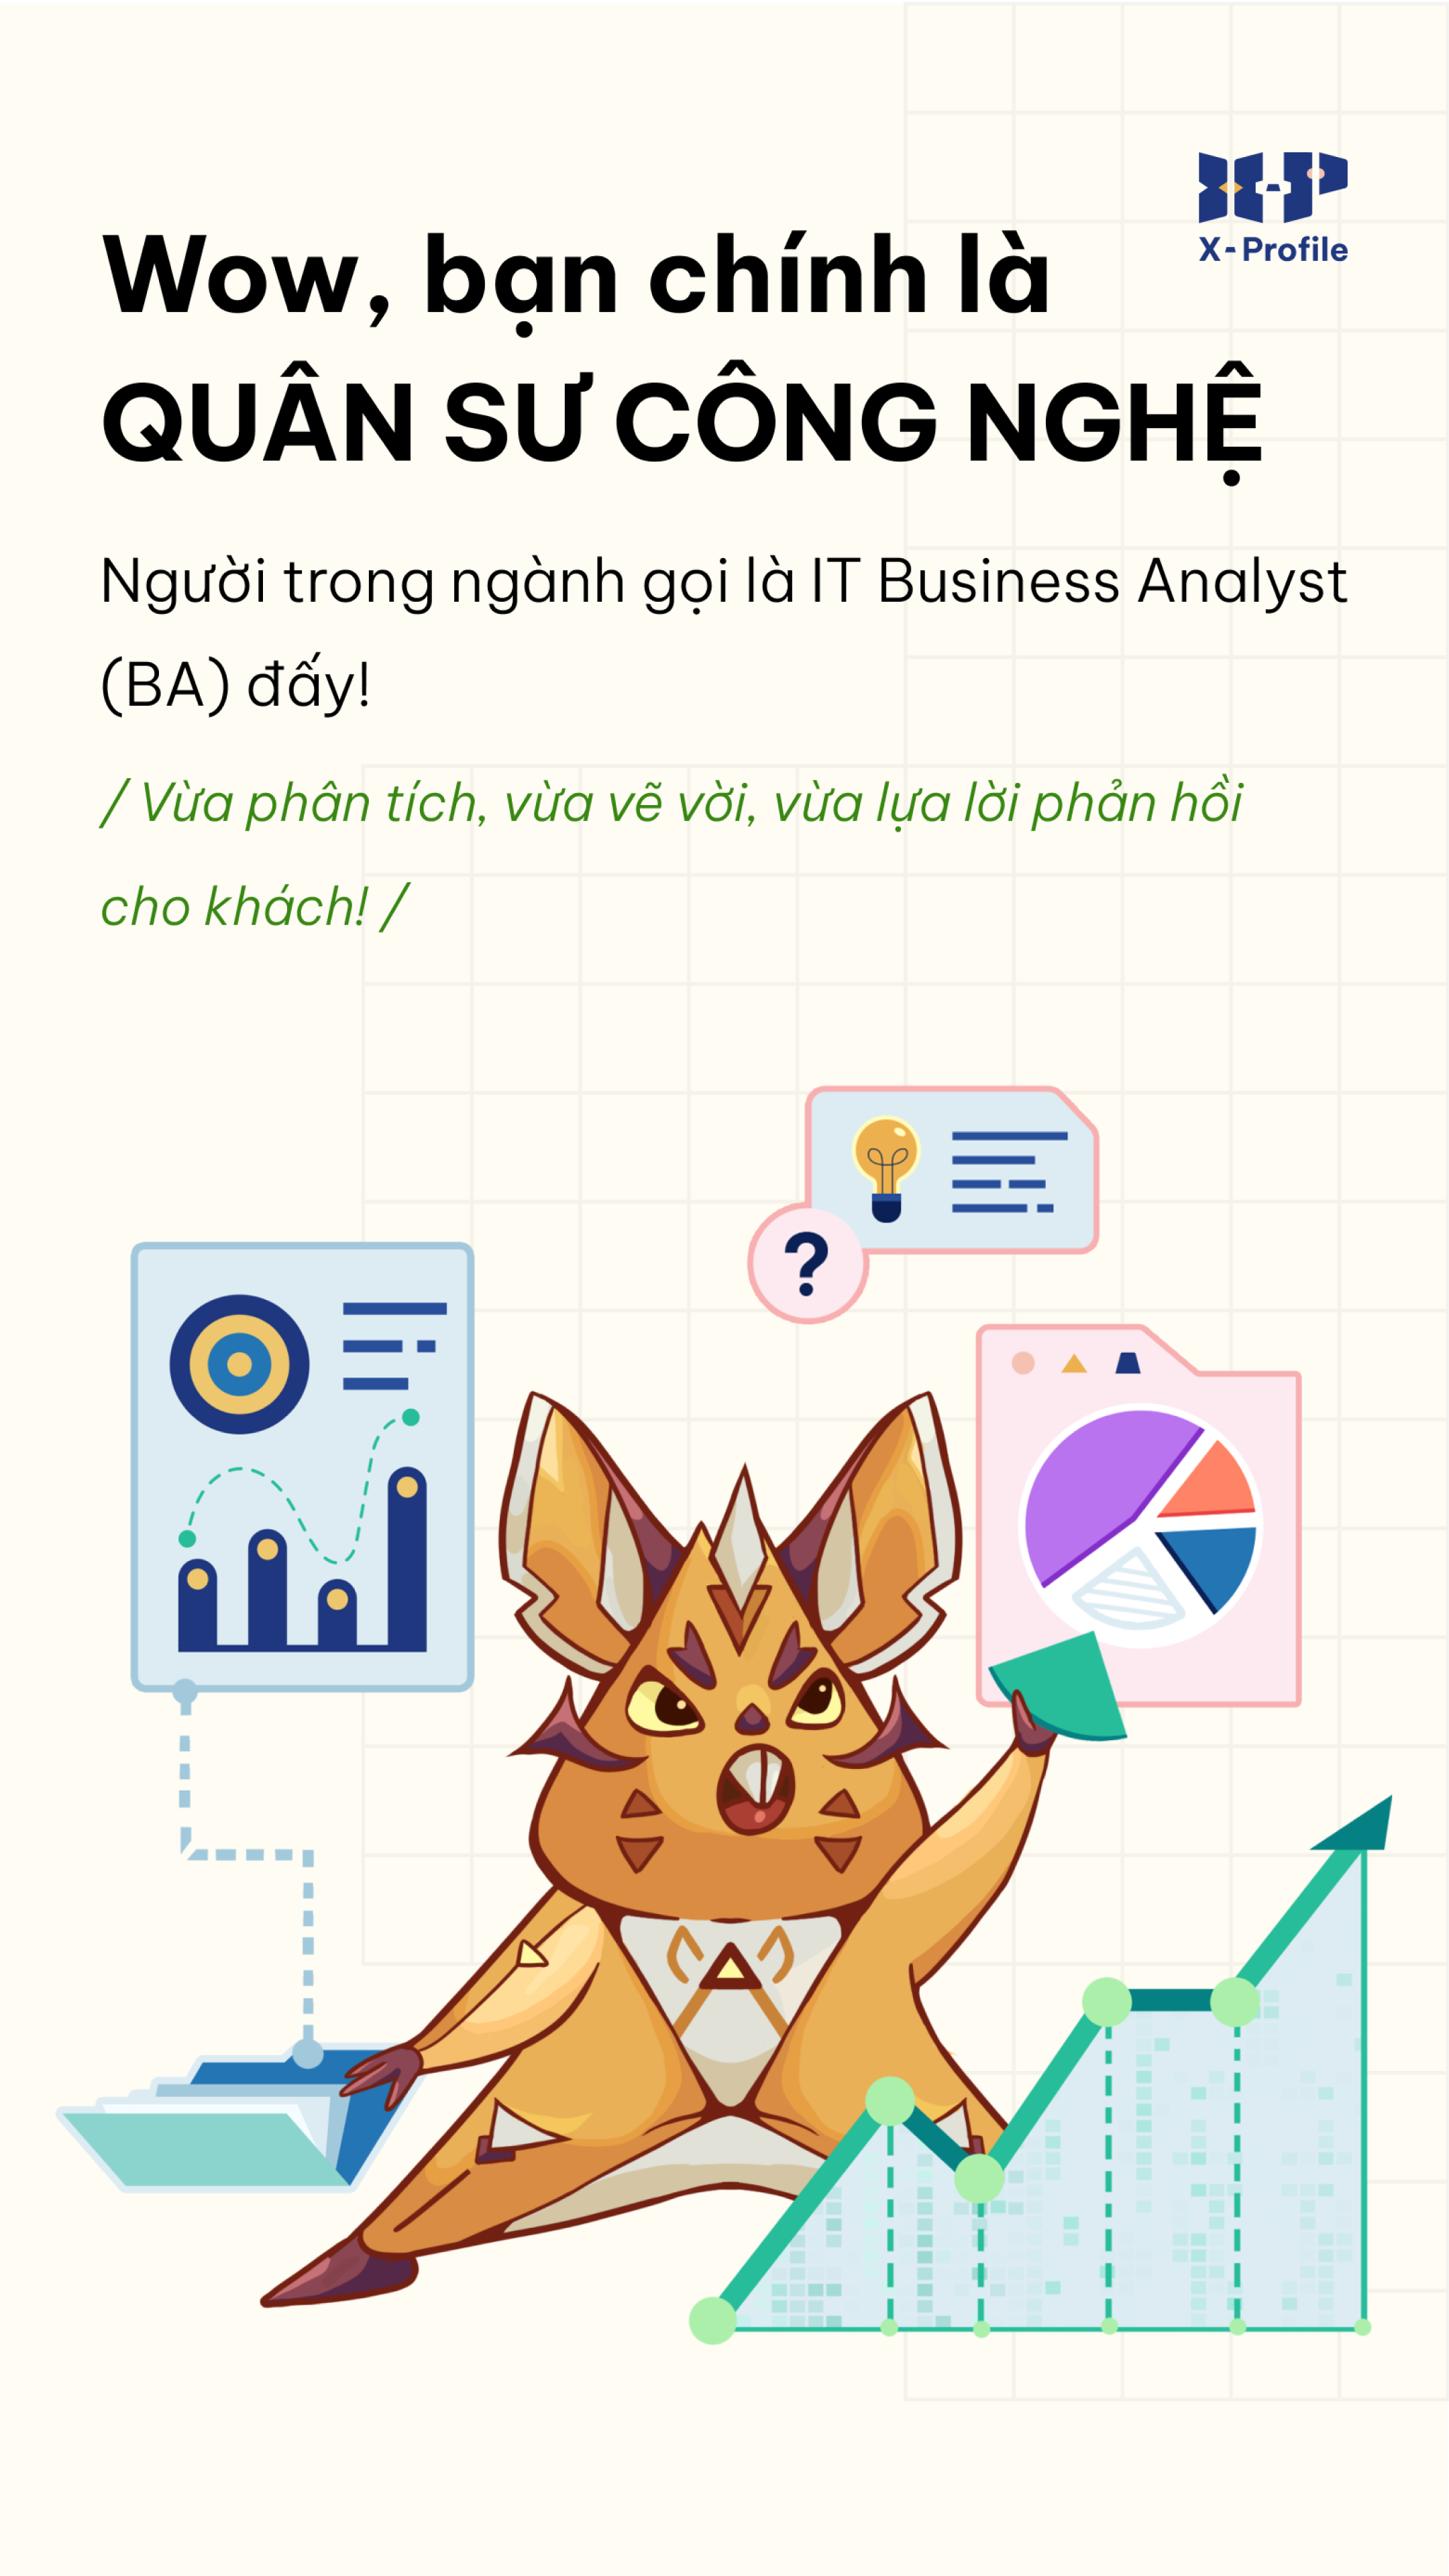 X-P
X-Profile
Wow, bạn chính là
QUÂN SƯ CÔNG NGHỆ
Người trong ngành gọi là IT Business Analyst
(BA) đấy!
/ Vừa phân tích, vừa vẽ vời, vừa lựa lời phản hồi
cho khách! /
?